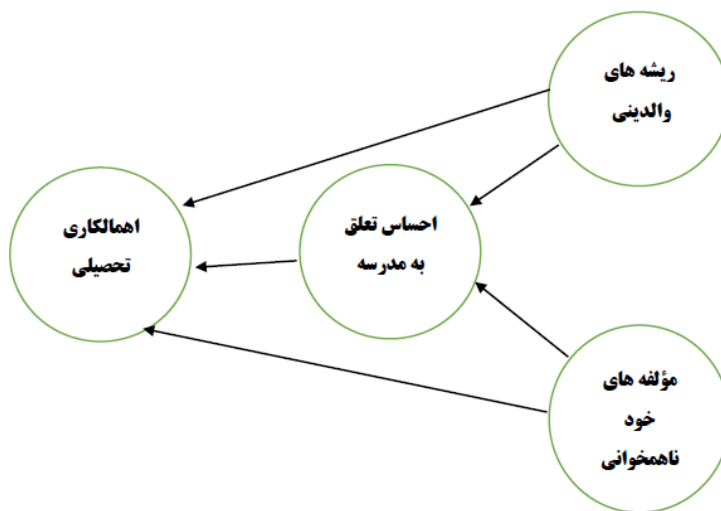 ریشه های
والدینی
احساس تعلق
به مدرسه
اهمالکاری
تحصیلی
مؤلفه های
خود
ناهمخوانی